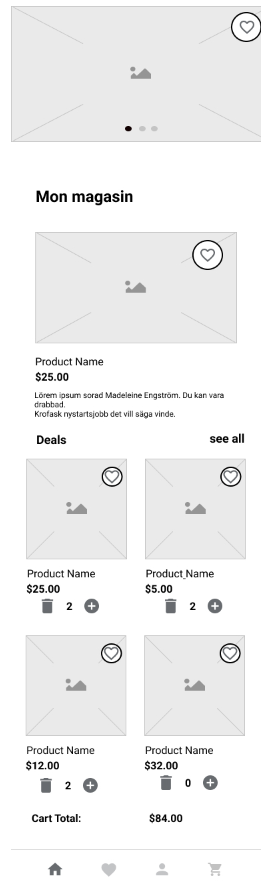 Mon magasin
Product Name
$25.00
Lörem ipsum sorad Madeleine Engström. Du kan vara
drabbad.
Krofask nystartsjobb det vill säga vinde.
Deals see all
Product Name Product Name
$25.00 $5.00
2 2
Product Name Product Name
$12.00 $32.00
2 0
Cart Total: $84.00